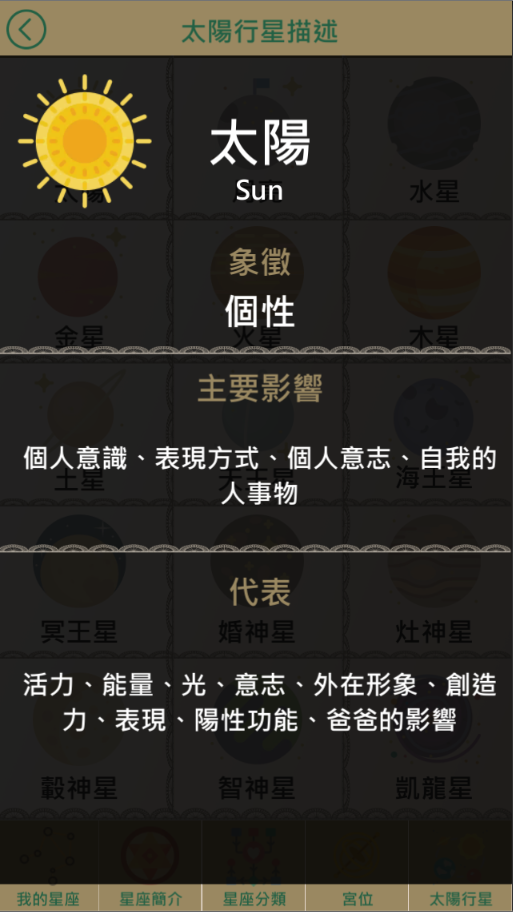 太陽行星描述
太陽
Sun
水星
象徵
個性
金星
火星
木星
主要影響
個人意識、表現方式、個人意志、自我的
人事物
土星
天王星
海王星
代表
冥王星
婚神星
灶神星
活力、能量、光、意志、外在形象、創造
力、表現、陽性功能、爸爸的影響
穀神星
智神星
凱龍星
我的星座
星座簡介
星座分類
宮位
太陽行星